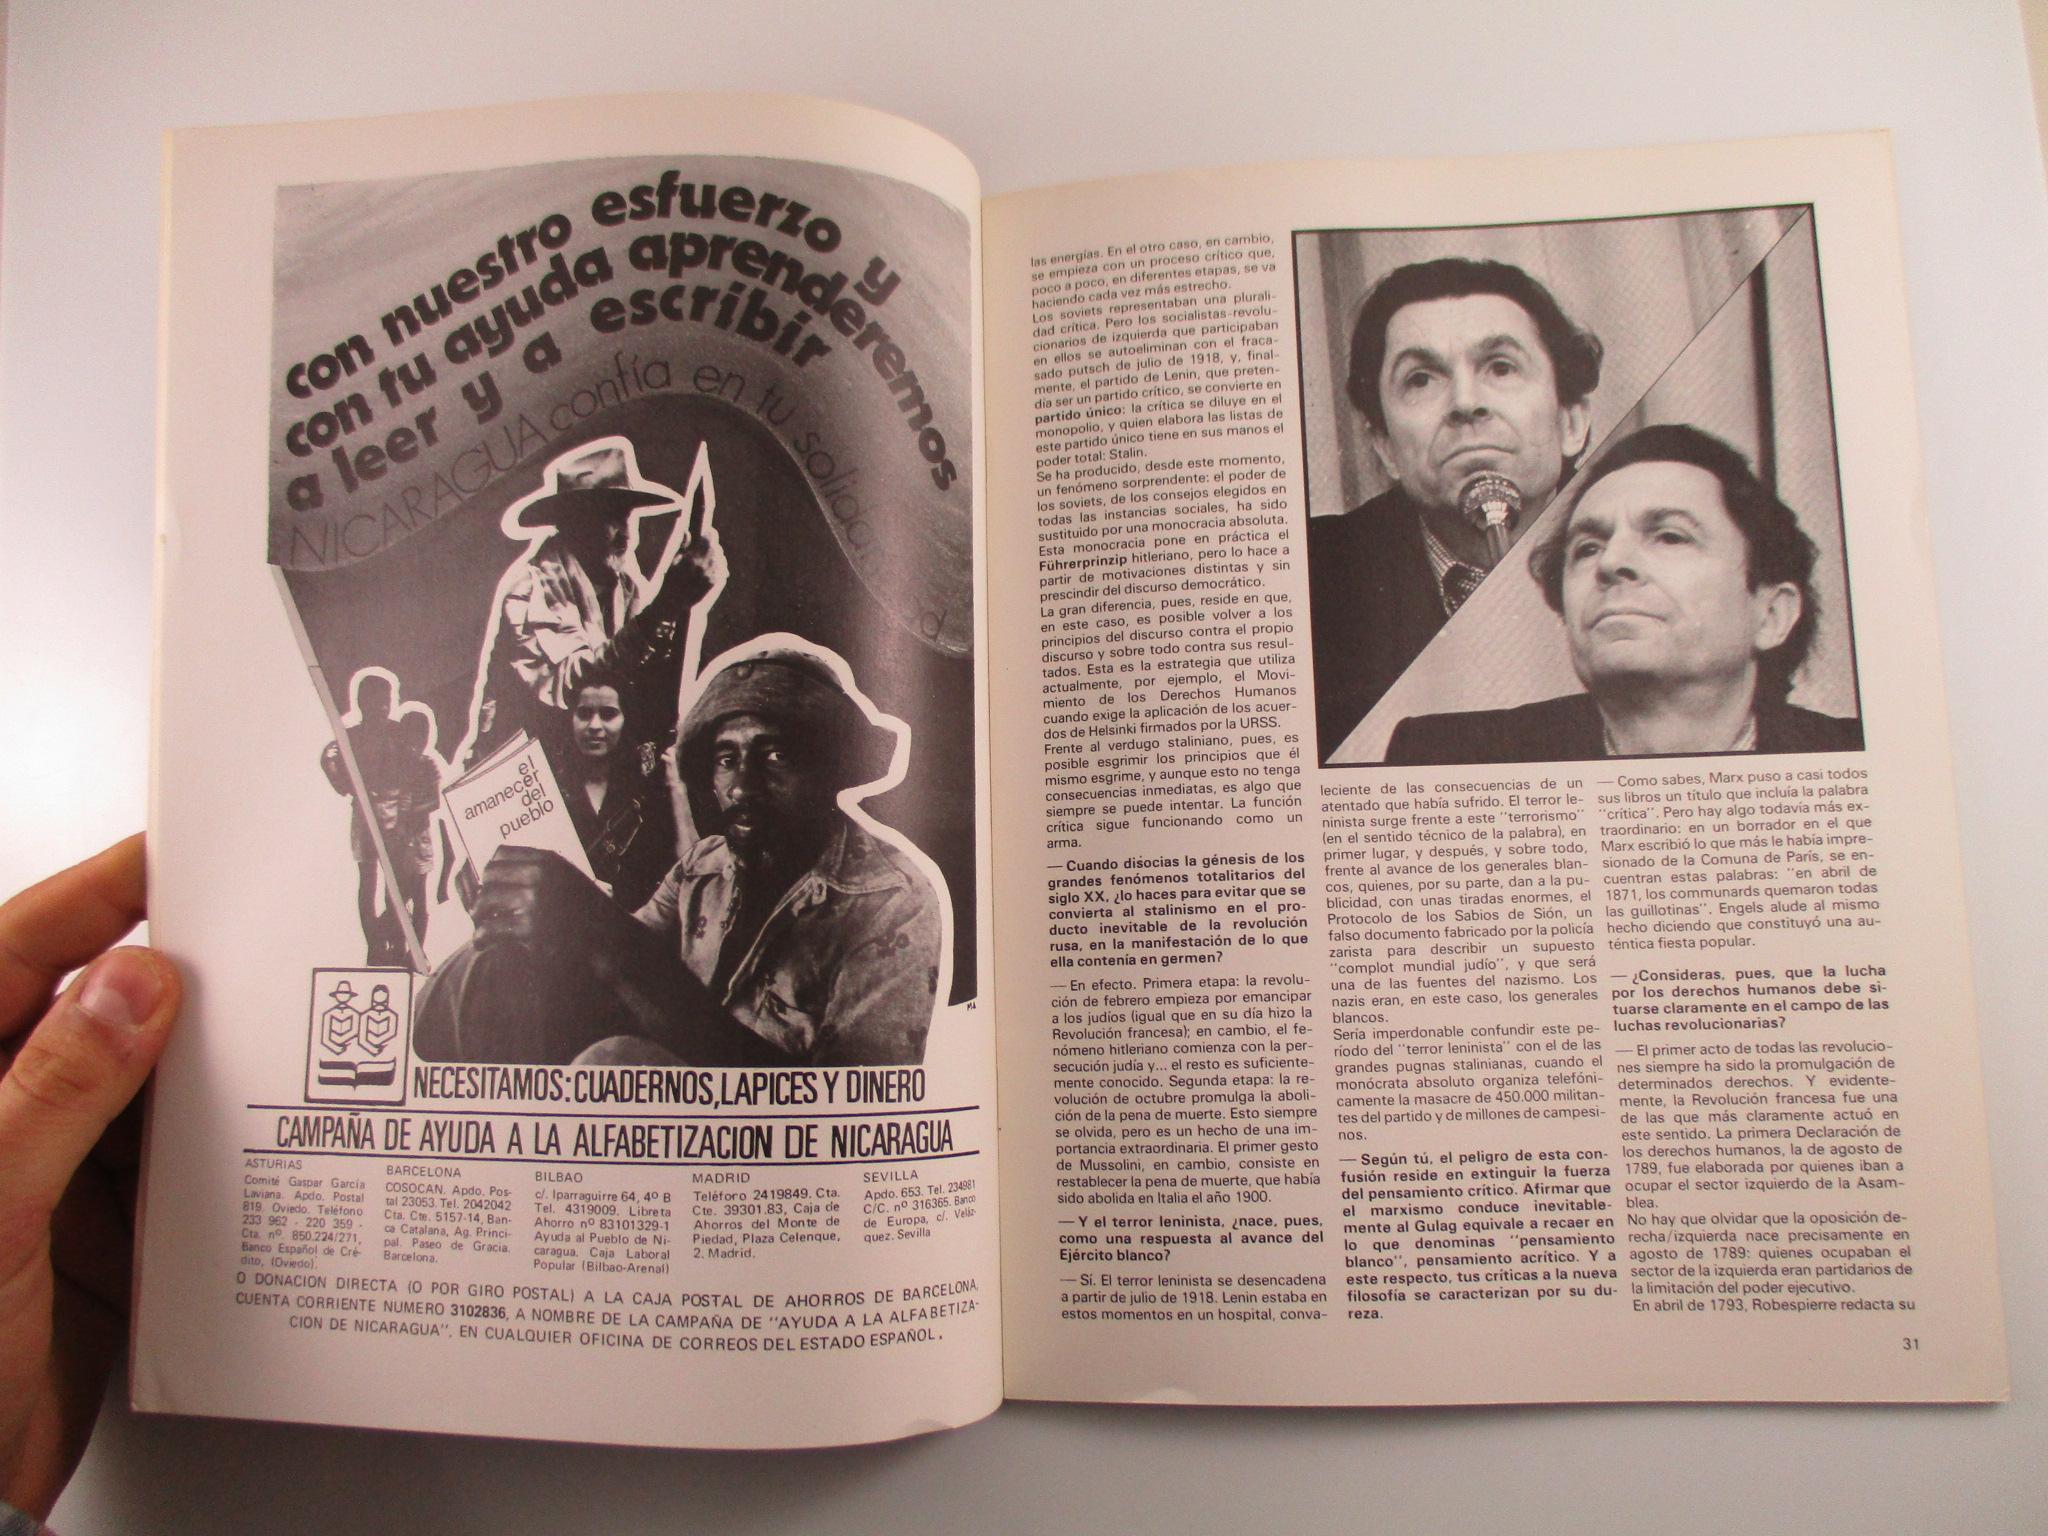 con nuestro esfuerzo y
con tu ayuda aprenderemos
a leer y a escribir
NICARAGUA confía en tu solidaridad
el
amanecer
del
pueblo
MA
NECESITAMOS: CUADERNOS, LAPICES Y DINERO
CAMPAÑA DE AYUDA A LA ALFABETIZACION DE NICARAGUA
ASTURIAS
Comité Gaspar García
Laviana. Apdo. Postal
819. Oviedo. Teléfono
233 962 - 220 359 -
Cta. nº. 850.224/271,
Banco Español de Cré-
dito, (Oviedo).
BARCELONA
COSOCAN. Apdo. Pos-
tal 23053. Tel. 2042042
Cta. Cte. 5157-14, Ban-
ca Catalana, Ag. Princi-
pal. Paseo de Gracia.
Barcelona.
BILBAO
c/. Iparraguirre 64, 4º B
Tel. 4319009. Libreta
Ahorro nº 83101329-1
Ayuda al Pueblo de Ni-
caragua. Caja Laboral
Popular (Bilbao-Arenal)
MADRID
Teléforo 2419849. Cta.
Cte. 39301.83, Caja de
Ahorros del Monte de
Piedad, Plaza Celenque,
2. Madrid.
SEVILLA
Apdo. 653. Tel. 234981
C/C. nº 316365. Banco
de Europa, c/. Veláz-
quez. Sevilla
O DONACION DIRECTA (O POR GIRO POSTAL) A LA CAJA POSTAL DE AHORROS DE BARCELONA,
CUENTA CORRIENTE NUMERO 3102836, A NOMBRE DE LA CAMPAÑA DE "AYUDA A LA ALFABETIZA-
CION DE NICARAGUA". EN CUALQUIER OFICINA DE CORREOS DEL ESTADO ESPAÑOL.
las energías. En el otro caso, en cambio,
se empieza con un proceso crítico que,
poco a poco, en diferentes etapas, se va
haciendo cada vez más estrecho.
Los soviets representaban una plurali-
dad crítica. Pero los socialistas-revolu-
cionarios de izquierda que participaban
en ellos se autoeliminan con el fraca-
sado putsch de julio de 1918, y, final-
mente, el partido de Lenin, que preten-
día ser un partido crítico, se convierte en
partido único: la crítica se diluye en el
monopolio, y quien elabora las listas de
este partido único tiene en sus manos el
poder total: Stalin.
Se ha producido, desde este momento,
un fenómeno sorprendente: el poder de
los soviets, de los consejos elegidos en
todas las instancias sociales, ha sido
sustituido por una monocracia absoluta.
Esta monocracia pone en práctica el
Führerprinzip hitleriano, pero lo hace a
partir de motivaciones distintas y sin
prescindir del discurso democrático.
La gran diferencia, pues, reside en que,
en este caso, es posible volver a los
principios del discurso contra el propio
discurso y sobre todo contra sus resul-
tados. Esta es la estrategia que utiliza
actualmente, por ejemplo, el Movi-
miento de los Derechos Humanos
cuando exige la aplicación de los acuer-
dos de Helsinki firmados por la URSS.
Frente al verdugo staliniano, pues, es
posible esgrimir los principios que él
mismo esgrime, y aunque esto no tenga
consecuencias inmediatas, es algo que
siempre se puede intentar. La función
crítica sigue funcionando como un
arma.
— Cuando disocias la génesis de los
grandes fenómenos totalitarios del
siglo XX, ¿lo haces para evitar que se
convierta al stalinismo en el pro-
ducto inevitable de la revolución
rusa, en la manifestación de lo que
ella contenía en germen?
— En efecto. Primera etapa: la revolu-
ción de febrero empieza por emancipar
a los judíos (igual que en su día hizo la
Revolución francesa); en cambio, el fe-
nómeno hitleriano comienza con la per-
secución judía y... el resto es suficiente-
mente conocido. Segunda etapa: la re-
volución de octubre promulga la aboli-
ción de la pena de muerte. Esto siempre
se olvida, pero es un hecho de una im-
portancia extraordinaria. El primer gesto
de Mussolini, en cambio, consiste en
restablecer la pena de muerte, que había
sido abolida en Italia el año 1900.
— Y el terror leninista, ¿nace, pues,
como una respuesta al avance del
Ejército blanco?
— Sí. El terror leninista se desencadena
a partir de julio de 1918. Lenin estaba en
estos momentos en un hospital, conva-
leciente de las consecuencias de un
atentado que había sufrido. El terror le-
ninista surge frente a este "terrorismo"
(en el sentido técnico de la palabra), en
primer lugar, y después, y sobre todo,
frente al avance de los generales blan-
cos, quienes, por su parte, dan a la pu-
blicidad, con unas tiradas enormes, el
Protocolo de los Sabios de Sión, un
falso documento fabricado por la policía
zarista para describir un supuesto
"complot mundial judío", y que será
una de las fuentes del nazismo. Los
nazis eran, en este caso, los generales
blancos.
Sería imperdonable confundir este pe-
ríodo del "terror leninista" con el de las
grandes pugnas stalinianas, cuando el
monócrata absoluto organiza telefóni-
camente la masacre de 450.000 militan-
tes del partido y de millones de campesi-
nos.
— Según tú, el peligro de esta con-
fusión reside en extinguir la fuerza
del pensamiento crítico. Afirmar que
el marxismo conduce inevitable-
mente al Gulag equivale a recaer en
lo que denominas "pensamiento
blanco", pensamiento acrítico. Y a
este respecto, tus críticas a la nueva
filosofía se caracterizan por su du-
reza.
— Como sabes, Marx puso a casi todos
sus libros un título que incluía la palabra
"crítica". Pero hay algo todavía más ex-
traordinario: en un borrador en el que
Marx escribió lo que más le había impre-
sionado de la Comuna de París, se en-
cuentran estas palabras: "en abril de
1871, los communards quemaron todas
las guillotinas". Engels alude al mismo
hecho diciendo que constituyó una au-
téntica fiesta popular.
— ¿Consideras, pues, que la lucha
por los derechos humanos debe si-
tuarse claramente en el campo de las
luchas revolucionarias?
— El primer acto de todas las revolucio-
nes siempre ha sido la promulgación de
determinados derechos. Y evidente-
mente, la Revolución francesa fue una
de las que más claramente actuó en
este sentido. La primera Declaración de
los derechos humanos, la de agosto de
1789, fue elaborada por quienes iban a
ocupar el sector izquierdo de la Asam-
blea.
No hay que olvidar que la oposición de-
recha/izquierda nace precisamente en
agosto de 1789: quienes ocupaban el
sector de la izquierda eran partidarios de
la limitación del poder ejecutivo.
En abril de 1793, Robespierre redacta su
31